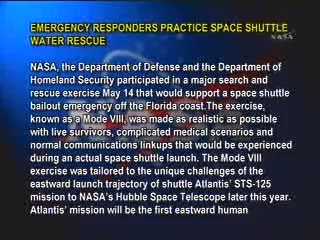 EMERGENCY RESPONDERS PRACTICE SPACE SHUTTLE
WATER RESCUE
NASA
NASA, the Department of Defense and the Department of
Homeland Security participated in a major search and
rescue exercise May 14 that would support a space shuttle
bailout emergency off the Florida coast.The exercise,
known as a Mode VIII, was made as realistic as possible
with live survivors, complicated medical scenarios and
normal communications linkups that would be experienced
during an actual space shuttle launch. The Mode VIII
exercise was tailored to the unique challenges of the
eastward launch trajectory of shuttle Atlantis' STS-125
mission to NASA's Hubble Space Telescope later this year.
Atlantis' mission will be the first eastward human